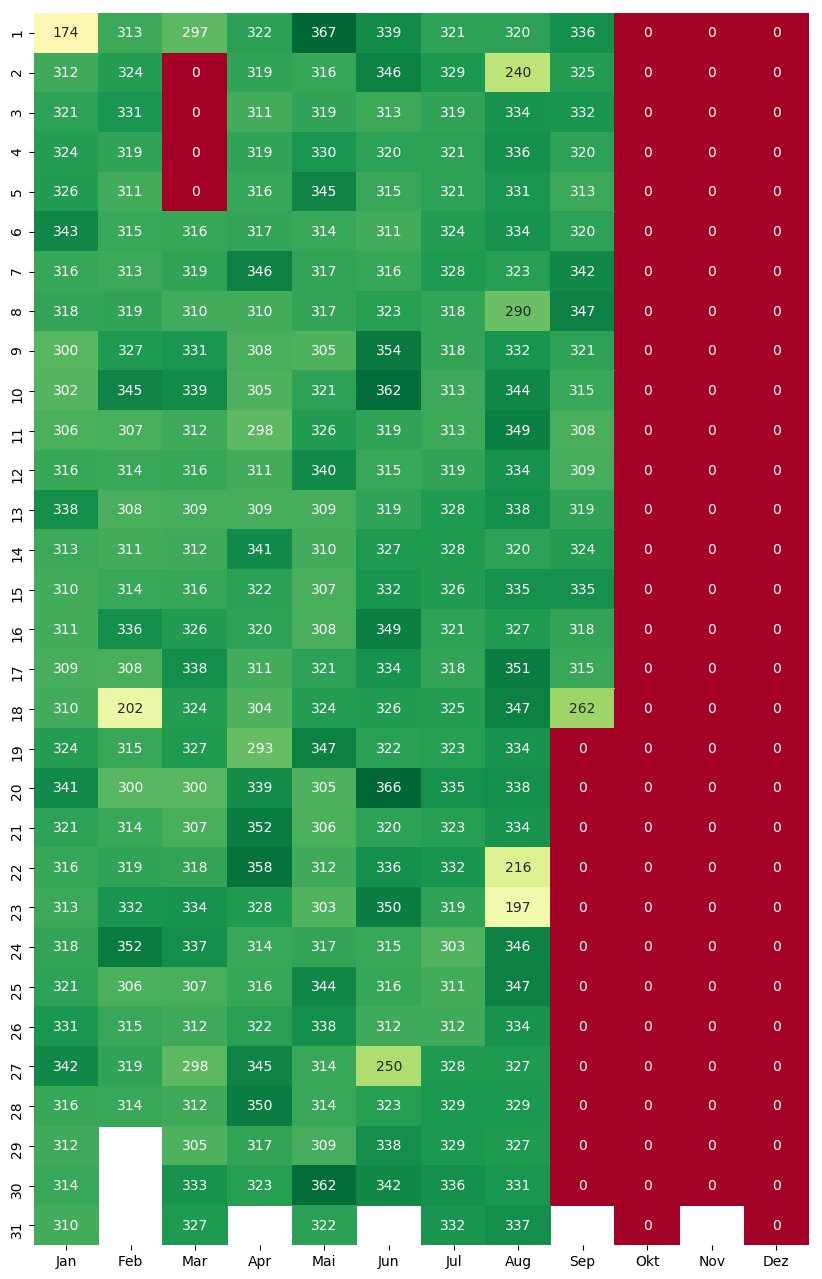 1 174 313 297 322 367 339 321 320 336 0 0 0
2 312 324 0 319 316 346 329 240 325 0 0 0
3 321 331 0 311 319 313 319 334 332 0 0 0
4 324 319 0 319 330 320 321 336 320 0 0 0
5 326 311 0 316 345 315 321 331 313 0 0 0
6 343 315 316 317 314 311 324 334 320 0 0 0
7 316 313 319 346 317 316 328 323 342 0 0 0
8 318 319 310 310 317 323 318 290 347 0 0 0
9 300 327 331 308 305 354 318 332 321 0 0 0
10 302 345 339 305 321 362 313 344 315 0 0 0
11 306 307 312 298 326 319 313 349 308 0 0 0
12 316 314 316 311 340 315 319 334 309 0 0 0
13 338 308 309 309 309 319 328 338 319 0 0 0
14 313 311 312 341 310 327 328 320 324 0 0 0
15 310 314 316 322 307 332 326 335 335 0 0 0
16 311 336 326 320 308 349 321 327 318 0 0 0
17 309 308 338 311 321 334 318 351 315 0 0 0
18 310 202 324 304 324 326 325 347 262 0 0 0
19 324 315 327 293 347 322 323 334 0 0 0 0
20 341 300 300 339 305 366 335 338 0 0 0 0
21 321 314 307 352 306 320 323 334 0 0 0 0
22 316 319 318 358 312 336 332 216 0 0 0 0
23 313 332 334 328 303 350 319 197 0 0 0 0
24 318 352 337 314 317 315 303 346 0 0 0 0
25 321 306 307 316 344 316 311 347 0 0 0 0
26 331 315 312 322 338 312 312 334 0 0 0 0
27 342 319 298 345 314 250 328 327 0 0 0 0
28 316 314 312 350 314 323 329 329 0 0 0 0
29 312 305 317 309 338 329 327 0 0 0 0
30 314 333 323 362 342 336 331 0 0 0 0
31 310 327 322 332 337 0 0
Jan Feb Mar Apr Mai Jun Jul Aug Sep Okt Nov Dez